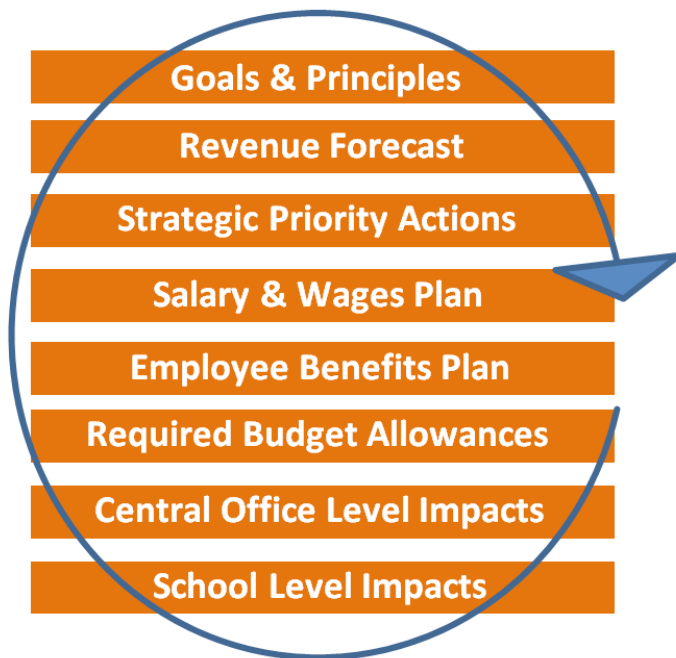 Goals & Principles
Revenue Forecast
Strategic Priority Actions
Salary & Wages Plan
Employee Benefits Plan
Required Budget Allowances
Central Office Level Impacts
School Level Impacts